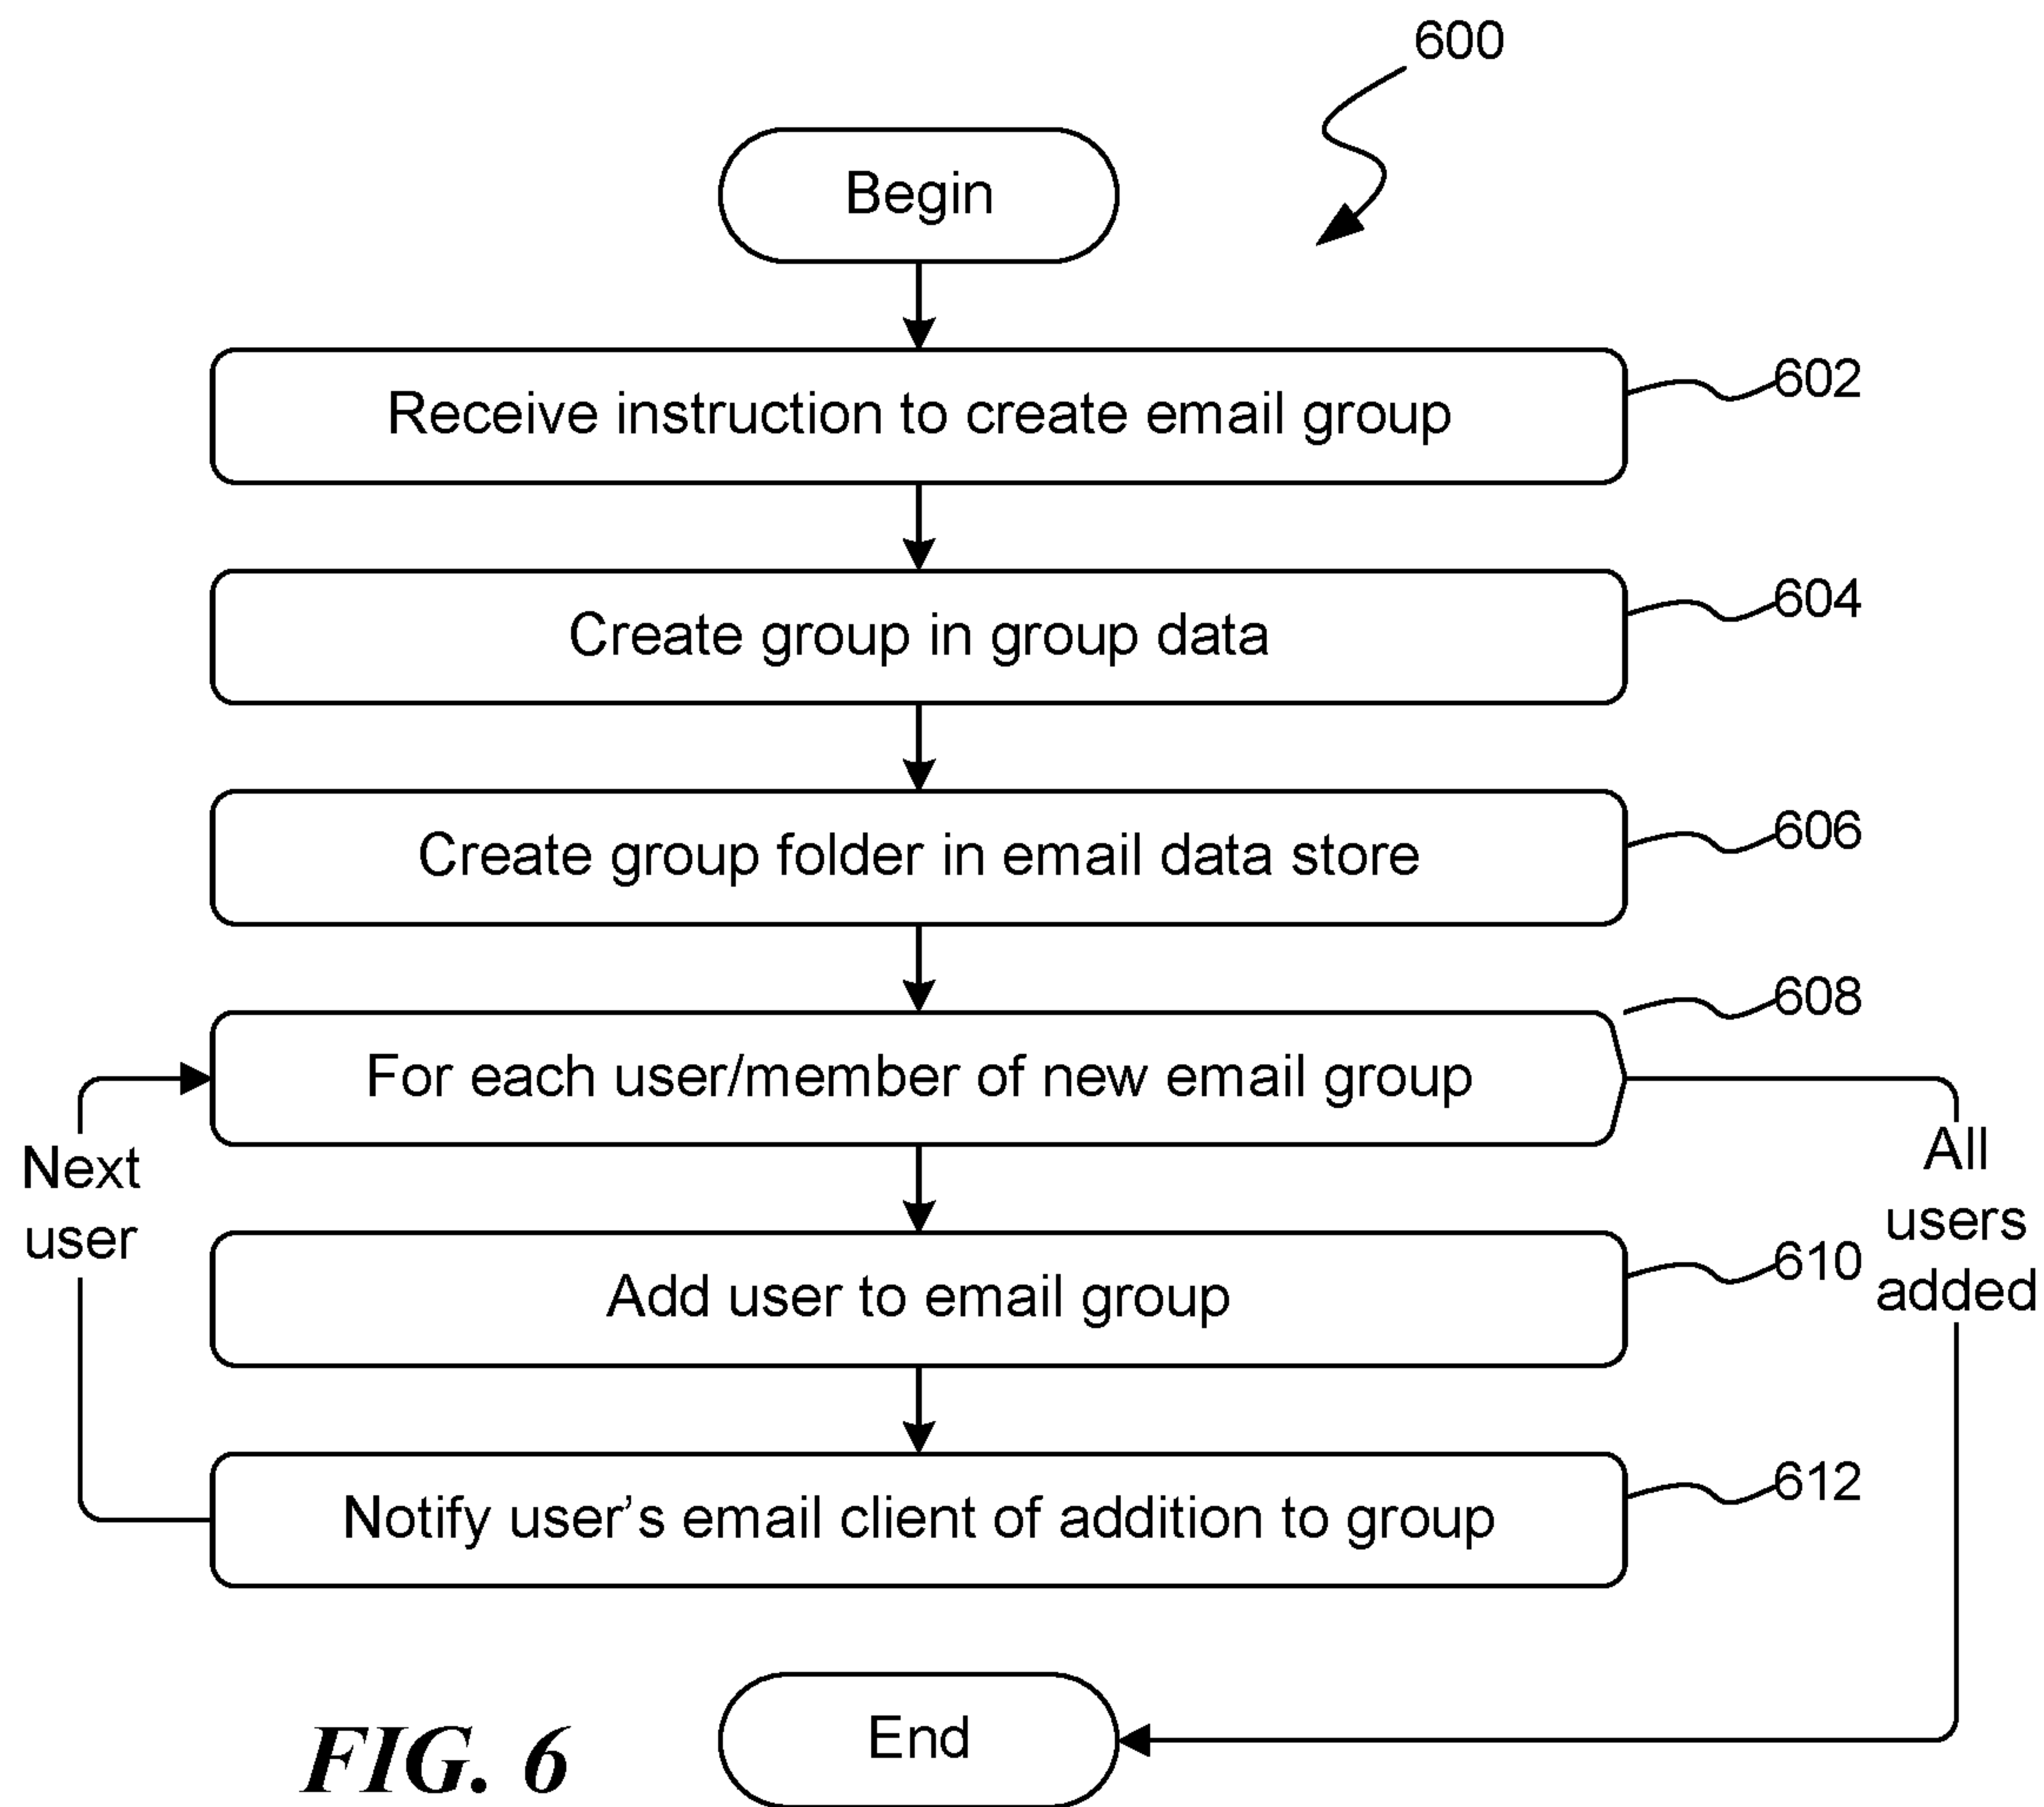 600
Begin
Receive instruction to create email group
602
Create group in group data
604
Create group folder in email data store
606
608
For each user/member of new email group
Next
user
All
users
added
Add user to email group
610
Notify user’s email client of addition to group
612
End
FIG. 6